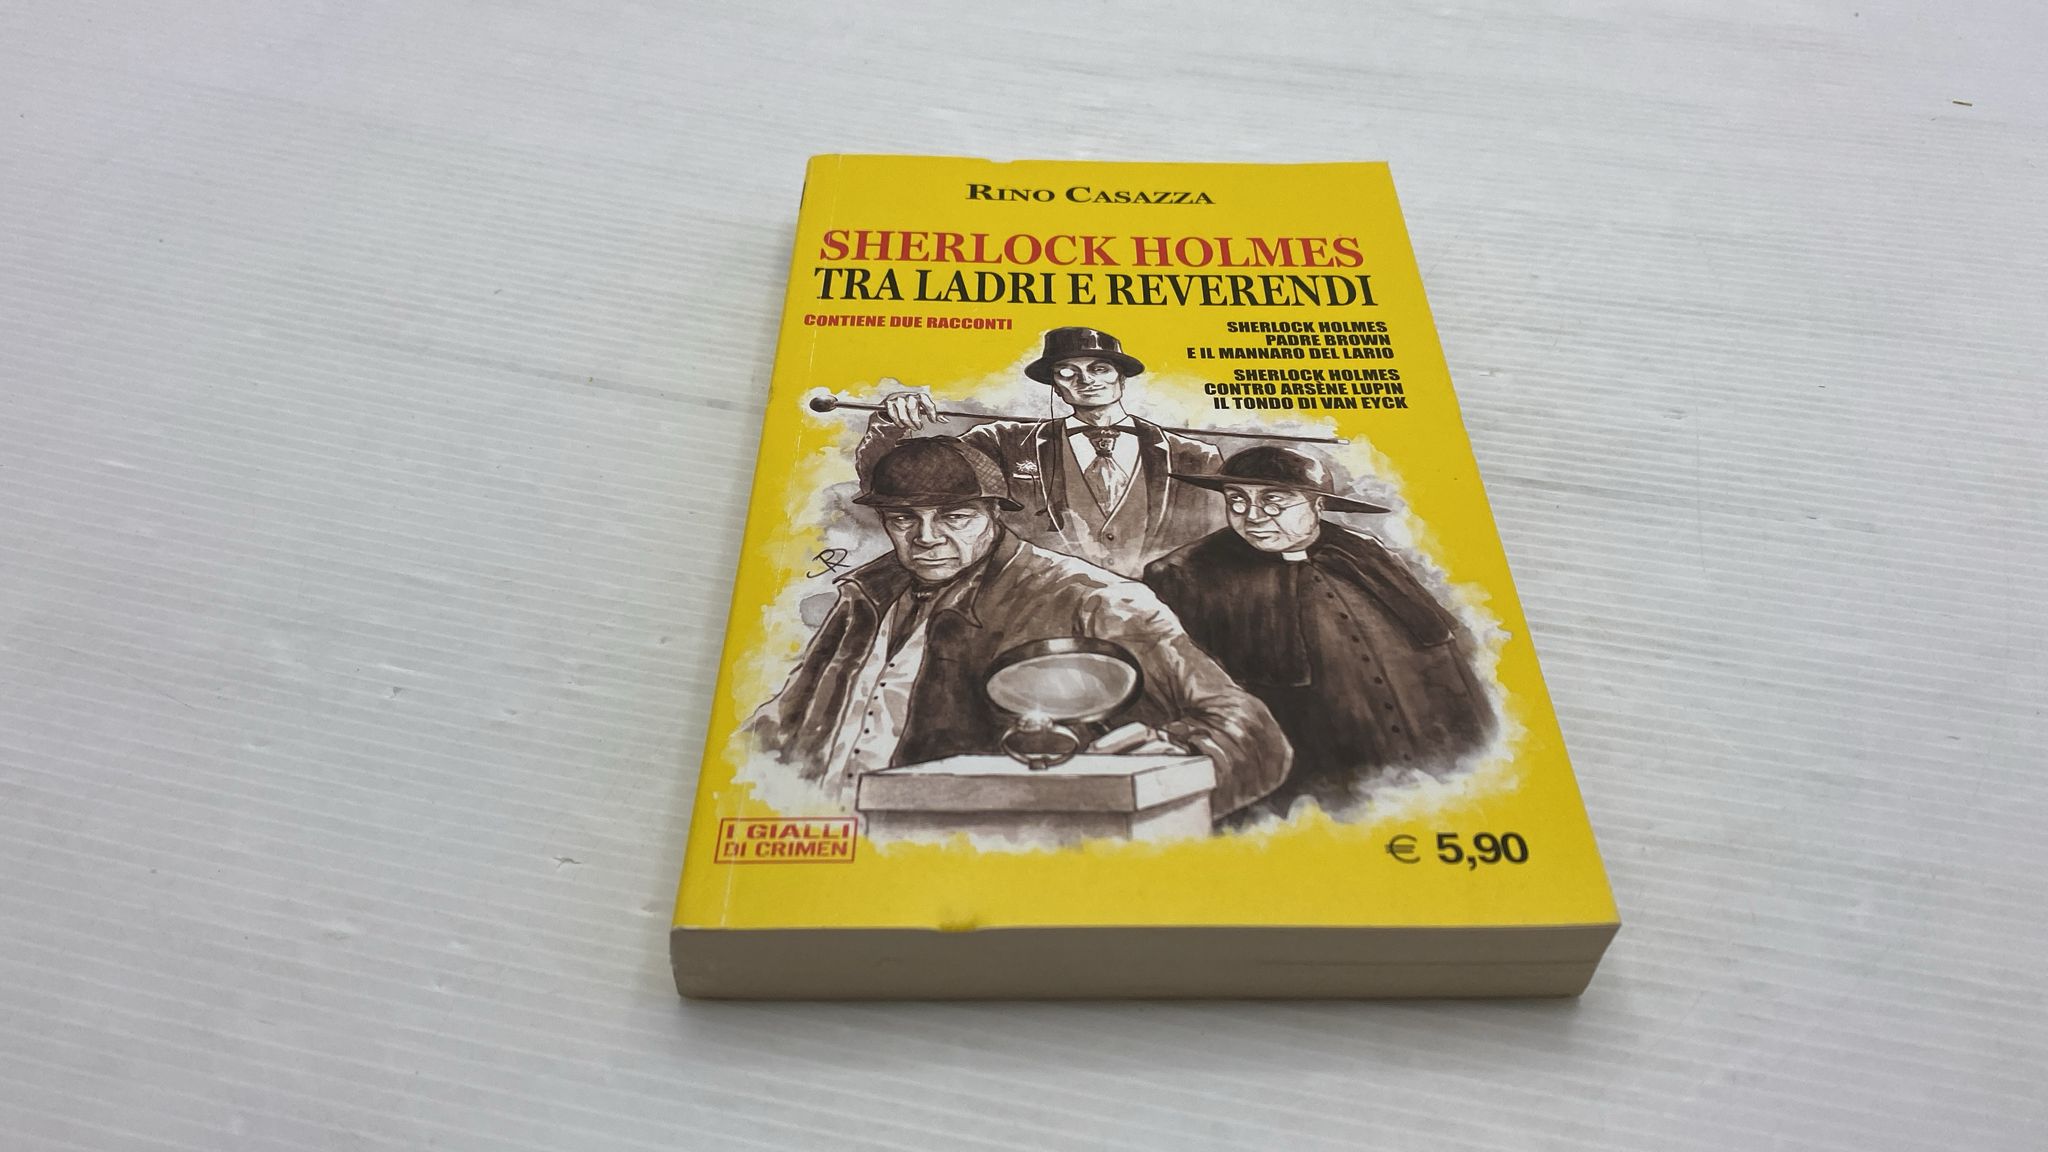 RINO CASAZZA
SHERLOCK HOLMES
TRA LADRI E REVERENDI
CONTIENE DUE RACCONTI
SHERLOCK HOLMES
PADRE BROWN
E IL MANNARO DEL LARIO
SHERLOCK HOLMES
CONTRO ARSÈNE LUPIN
IL TONDO DI VAN EYCK
I GIALLI
DI CRIMEN
€ 5,90